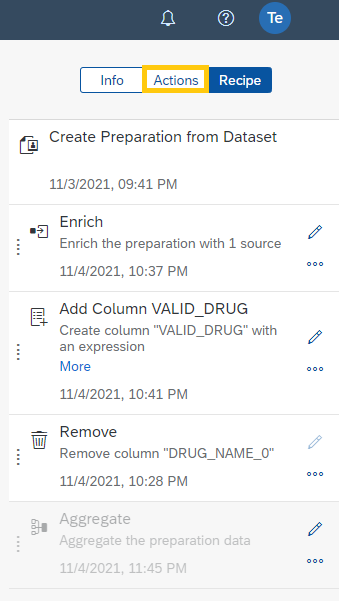 Te
Info Actions Recipe
Create Preparation from Dataset
11/3/2021, 09:41 PM
Enrich
Enrich the preparation with 1 source
11/4/2021, 10:37 PM
Add Column VALID_DRUG
Create column "VALID_DRUG" with
an expression
More
11/4/2021, 10:41 PM
Remove
Remove column "DRUG_NAME_0"
11/4/2021, 10:28 PM
Aggregate
Aggregate the preparation data
11/4/2021, 11:45 PM